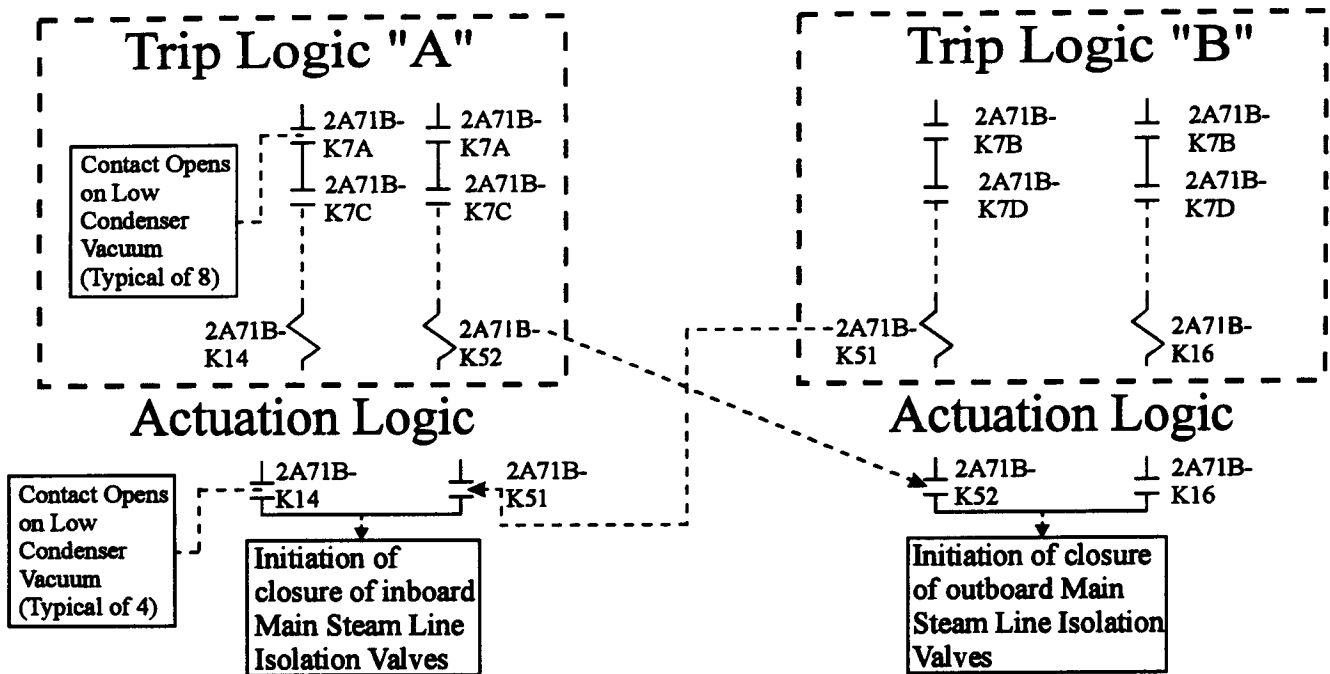 Trip Logic "A"
2A71B-
K7A
2A71B-
K7A
2A71B-
K7C
2A71B-
K7C
Contact Opens
on Low
Condenser
Vacuum
(Typical of 8)
2A71B-
K14
2A71B-
K52
Trip Logic "B"
2A71B-
K7B
2A71B-
K7B
2A71B-
K7D
2A71B-
K7D
2A71B-
K51
2A71B-
K16
Actuation Logic
2A71B-
K14
2A71B-
K51
Contact Opens
on Low
Condenser
Vacuum
(Typical of 4)
Initiation of
closure of inboard
Main Steam Line
Isolation Valves
Actuation Logic
2A71B-
K52
2A71B-
K16
Initiation of closure
of outboard Main
Steam Line Isolation
Valves